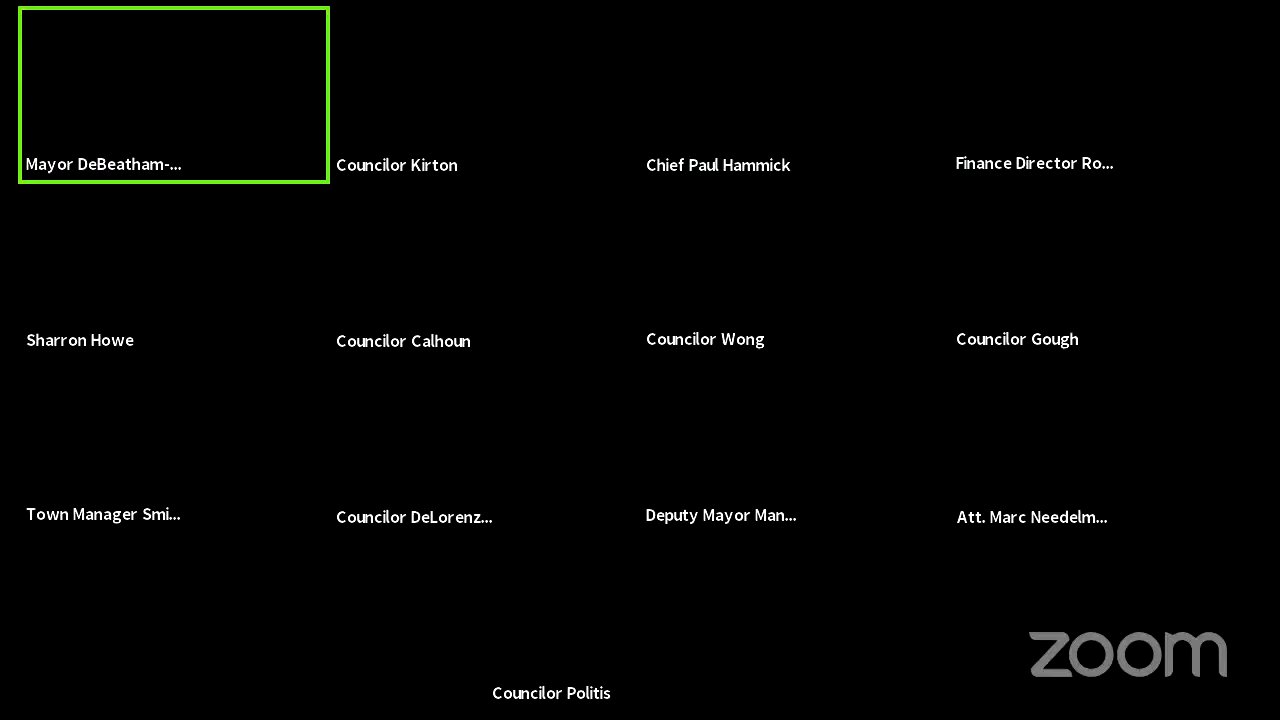 Mayor DeBeatham-...
Councilor Kirton
Chief Paul Hammick
Finance Director Ro...
Sharron Howe
Councilor Calhoun
Councilor Wong
Councilor Gough
Town Manager Smi...
Councilor DeLorenz...
Deputy Mayor Man...
Att. Marc Needelm...
zoom
Councilor Politis